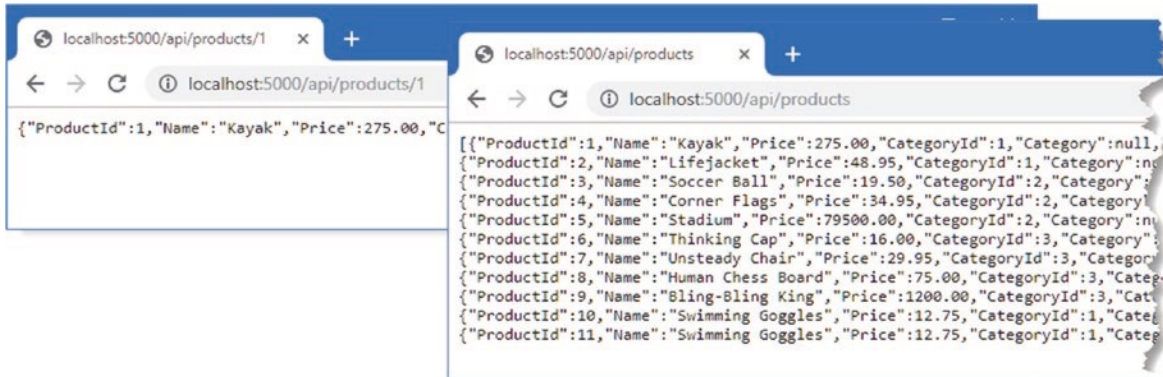 localhost:5000/api/products/1
localhost:5000/api/products/1
{"ProductId":1,"Name":"Kayak","Price":275.00,"C
localhost:5000/api/products
localhost:5000/api/products
[{"ProductId":1,"Name":"Kayak","Price":275.00,"CategoryId":1,"Category":null,
{"ProductId":2,"Name":"Lifejacket","Price":48.95,"CategoryId":1,"Category":
{"ProductId":3,"Name":"Soccer Ball","Price":19.50,"CategoryId":2,"Category":
{"ProductId":4,"Name":"Corner Flags","Price":34.95,"CategoryId":2,"Category
{"ProductId":5,"Name":"Stadium","Price":79500.00,"CategoryId":2,"Category":nu
{"ProductId":6,"Name":"Thinking Cap","Price":16.00,"CategoryId":3,"Category":
{"ProductId":7,"Name":"Unsteady Chair","Price":29.95,"CategoryId":3,"Category
{"ProductId":8,"Name":"Human Chess Board","Price":75.00,"CategoryId":3,"Categ
{"ProductId":9,"Name":"Bling-Bling King","Price":1200.00,"CategoryId":3,"Cat
{"ProductId":10,"Name":"Swimming Goggles","Price":12.75,"CategoryId":1,"Categ
{"ProductId":11,"Name":"Swimming Goggles","Price":12.75,"CategoryId":1,"Categ